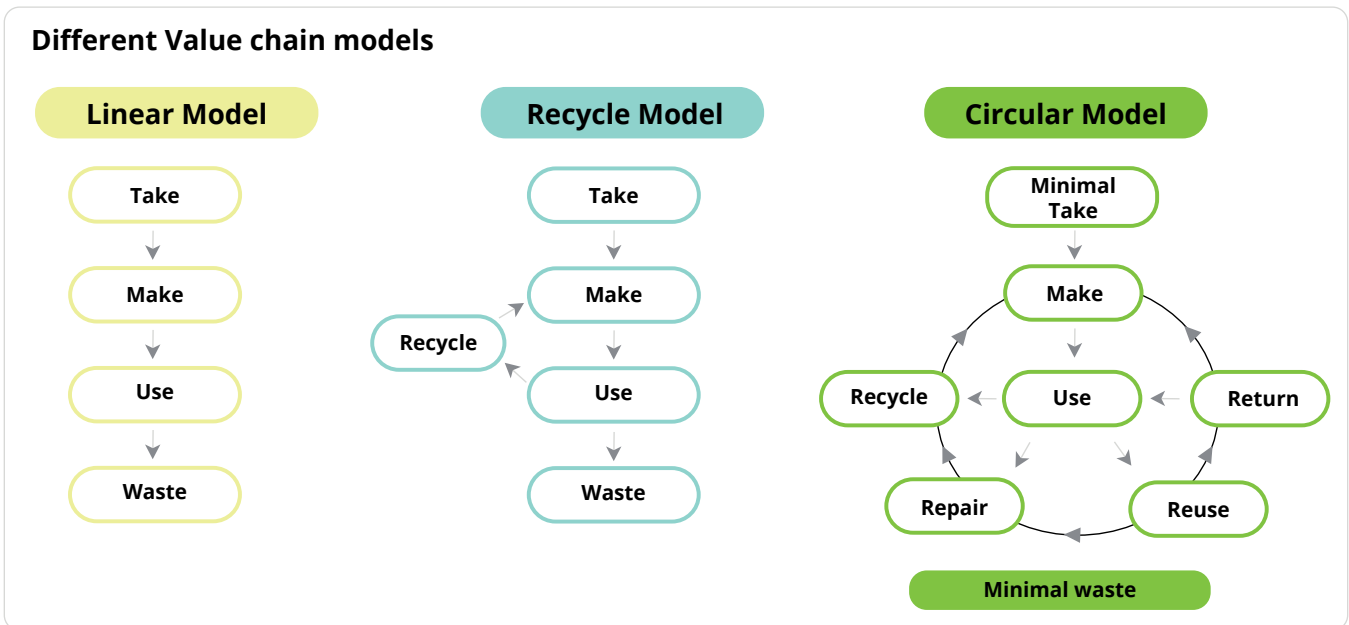 Different Value chain models
Linear Model
Take
Make
Use
Waste
Recycle Model
Take
Make
Recycle
Use
Waste
Circular Model
Minimal
Take
Make
Recycle
Use
Return
Repair
Reuse
Minimal waste